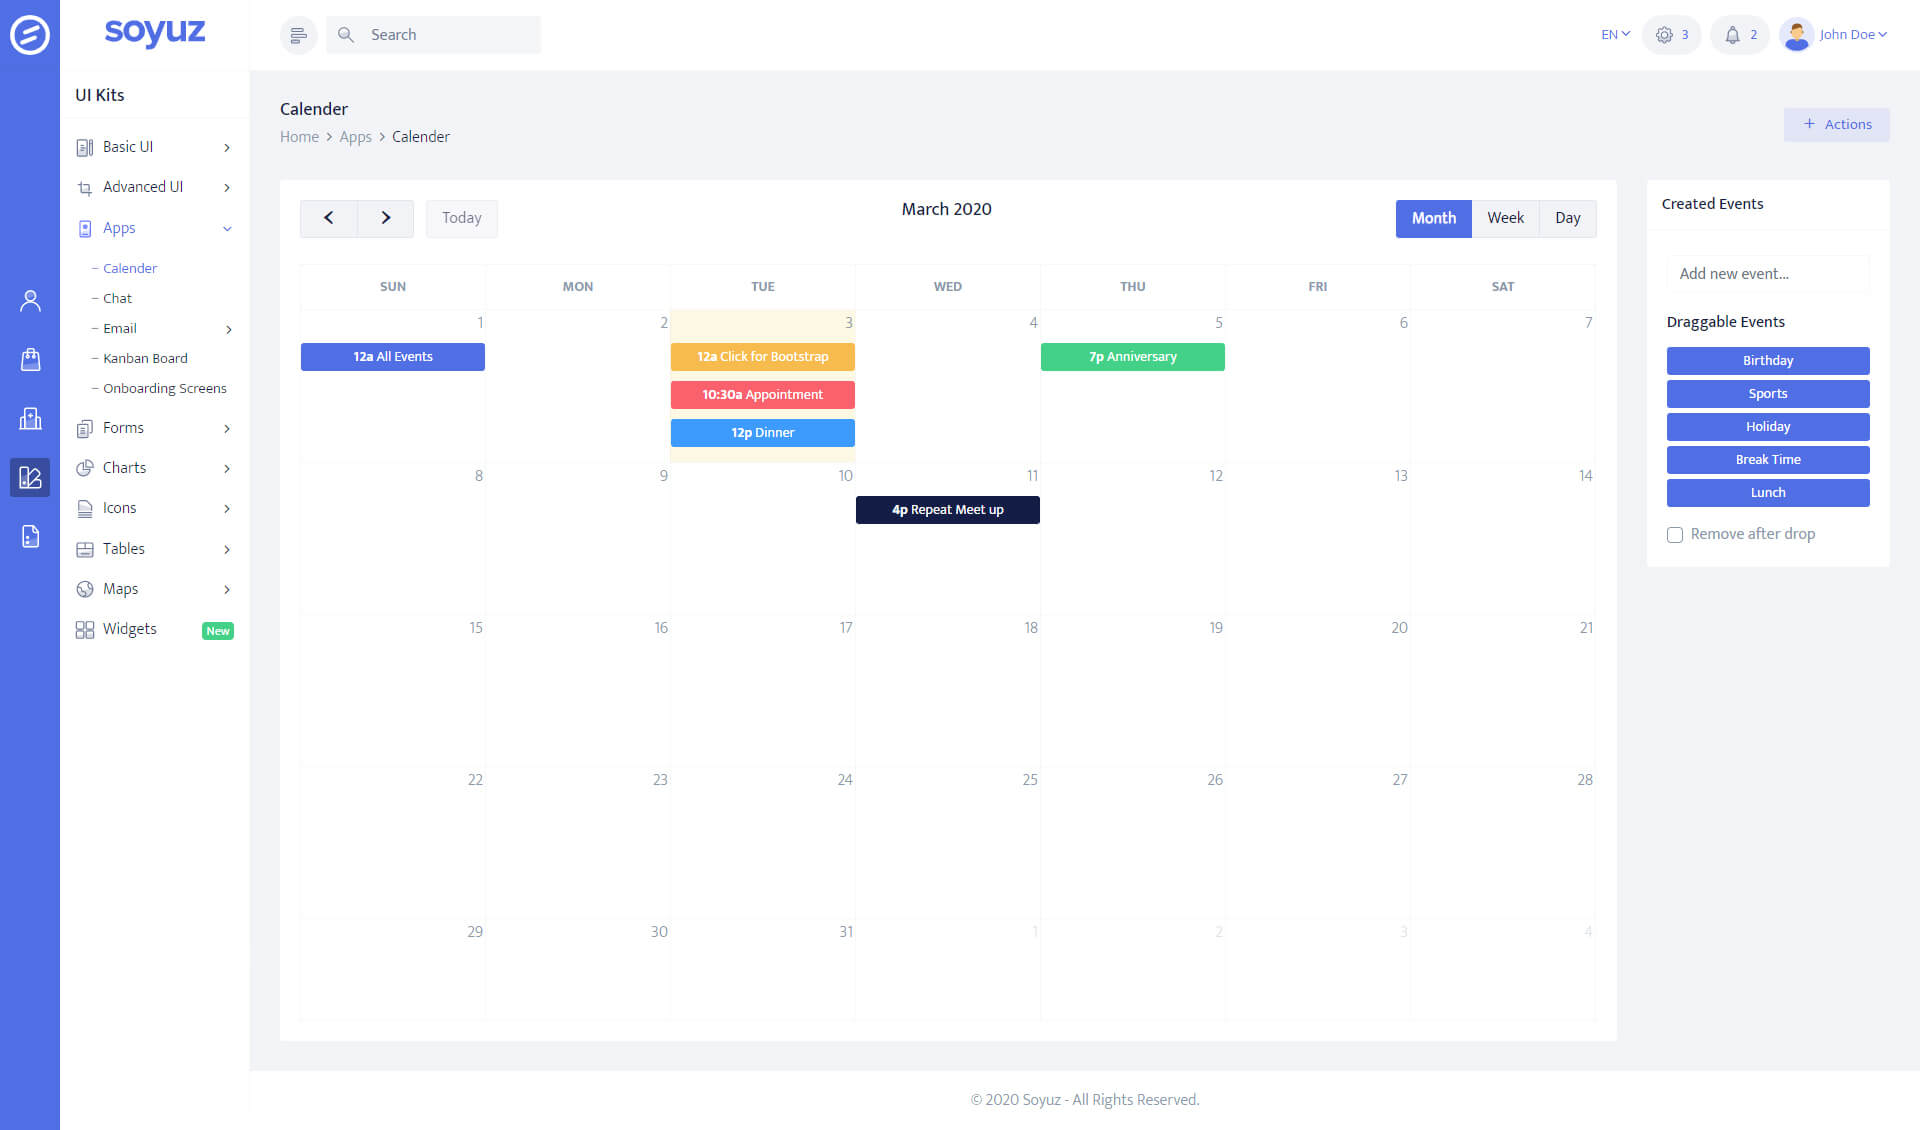 soyuz
Search
EN
3
2
John Doe
UI Kits
Basic UI
Advanced UI
Apps
– Calender
– Chat
– Email
– Kanban Board
– Onboarding Screens
Forms
Charts
Icons
Tables
Maps
Widgets New
Calender
Home > Apps > Calender
+ Actions
Today
March 2020
Month Week Day
SUN MON TUE WED THU FRI SAT
1 2 3 4 5 6 7
12a All Events
12a Click for Bootstrap
7p Anniversary
10:30a Appointment
12p Dinner
8 9 10 11 12 13 14
4p Repeat Meet up
15 16 17 18 19 20 21
22 23 24 25 26 27 28
29 30 31 1 2 3 4
Created Events
Add new event...
Draggable Events
Birthday
Sports
Holiday
Break Time
Lunch
Remove after drop
© 2020 Soyuz - All Rights Reserved.